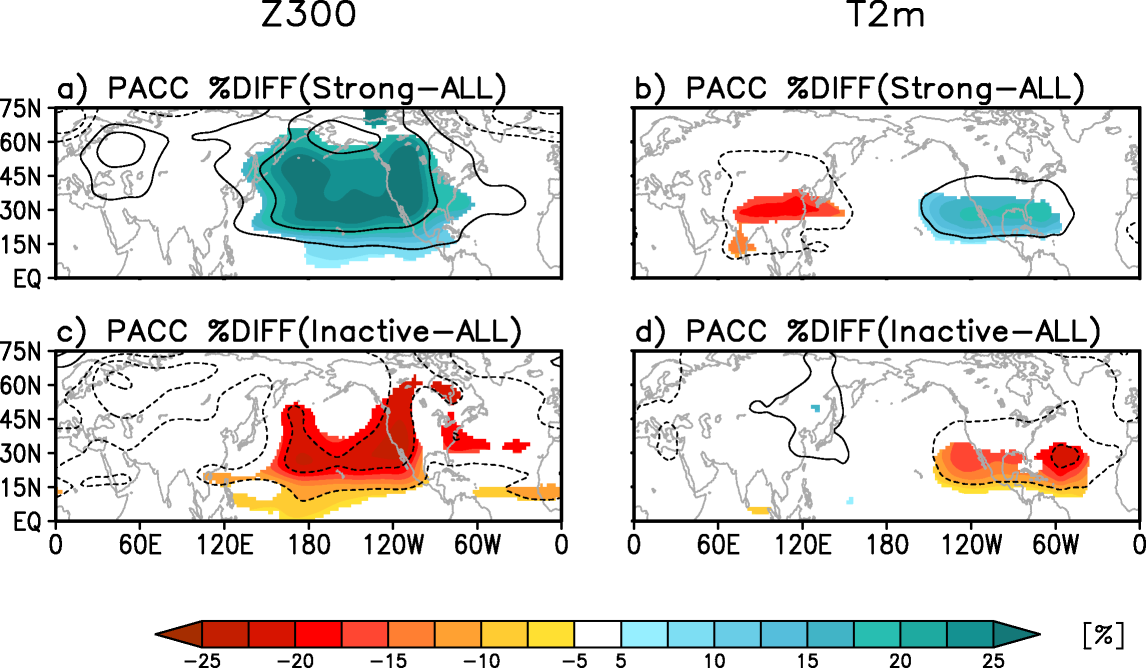 Z300 T2m
a) PACC %DIFF(Strong−ALL) b) PACC %DIFF(Strong−ALL)
75N
60N
45N
30N
15N
EQ
c) PACC %DIFF(Inactive−ALL) d) PACC %DIFF(Inactive−ALL)
75N
60N
45N
30N
15N
EQ
0 60E 120E 180 120W 60W 0 0 60E 120E 180 120W 60W 0
−25 −20 −15 −10 −5 5 10 15 20 25 [%]